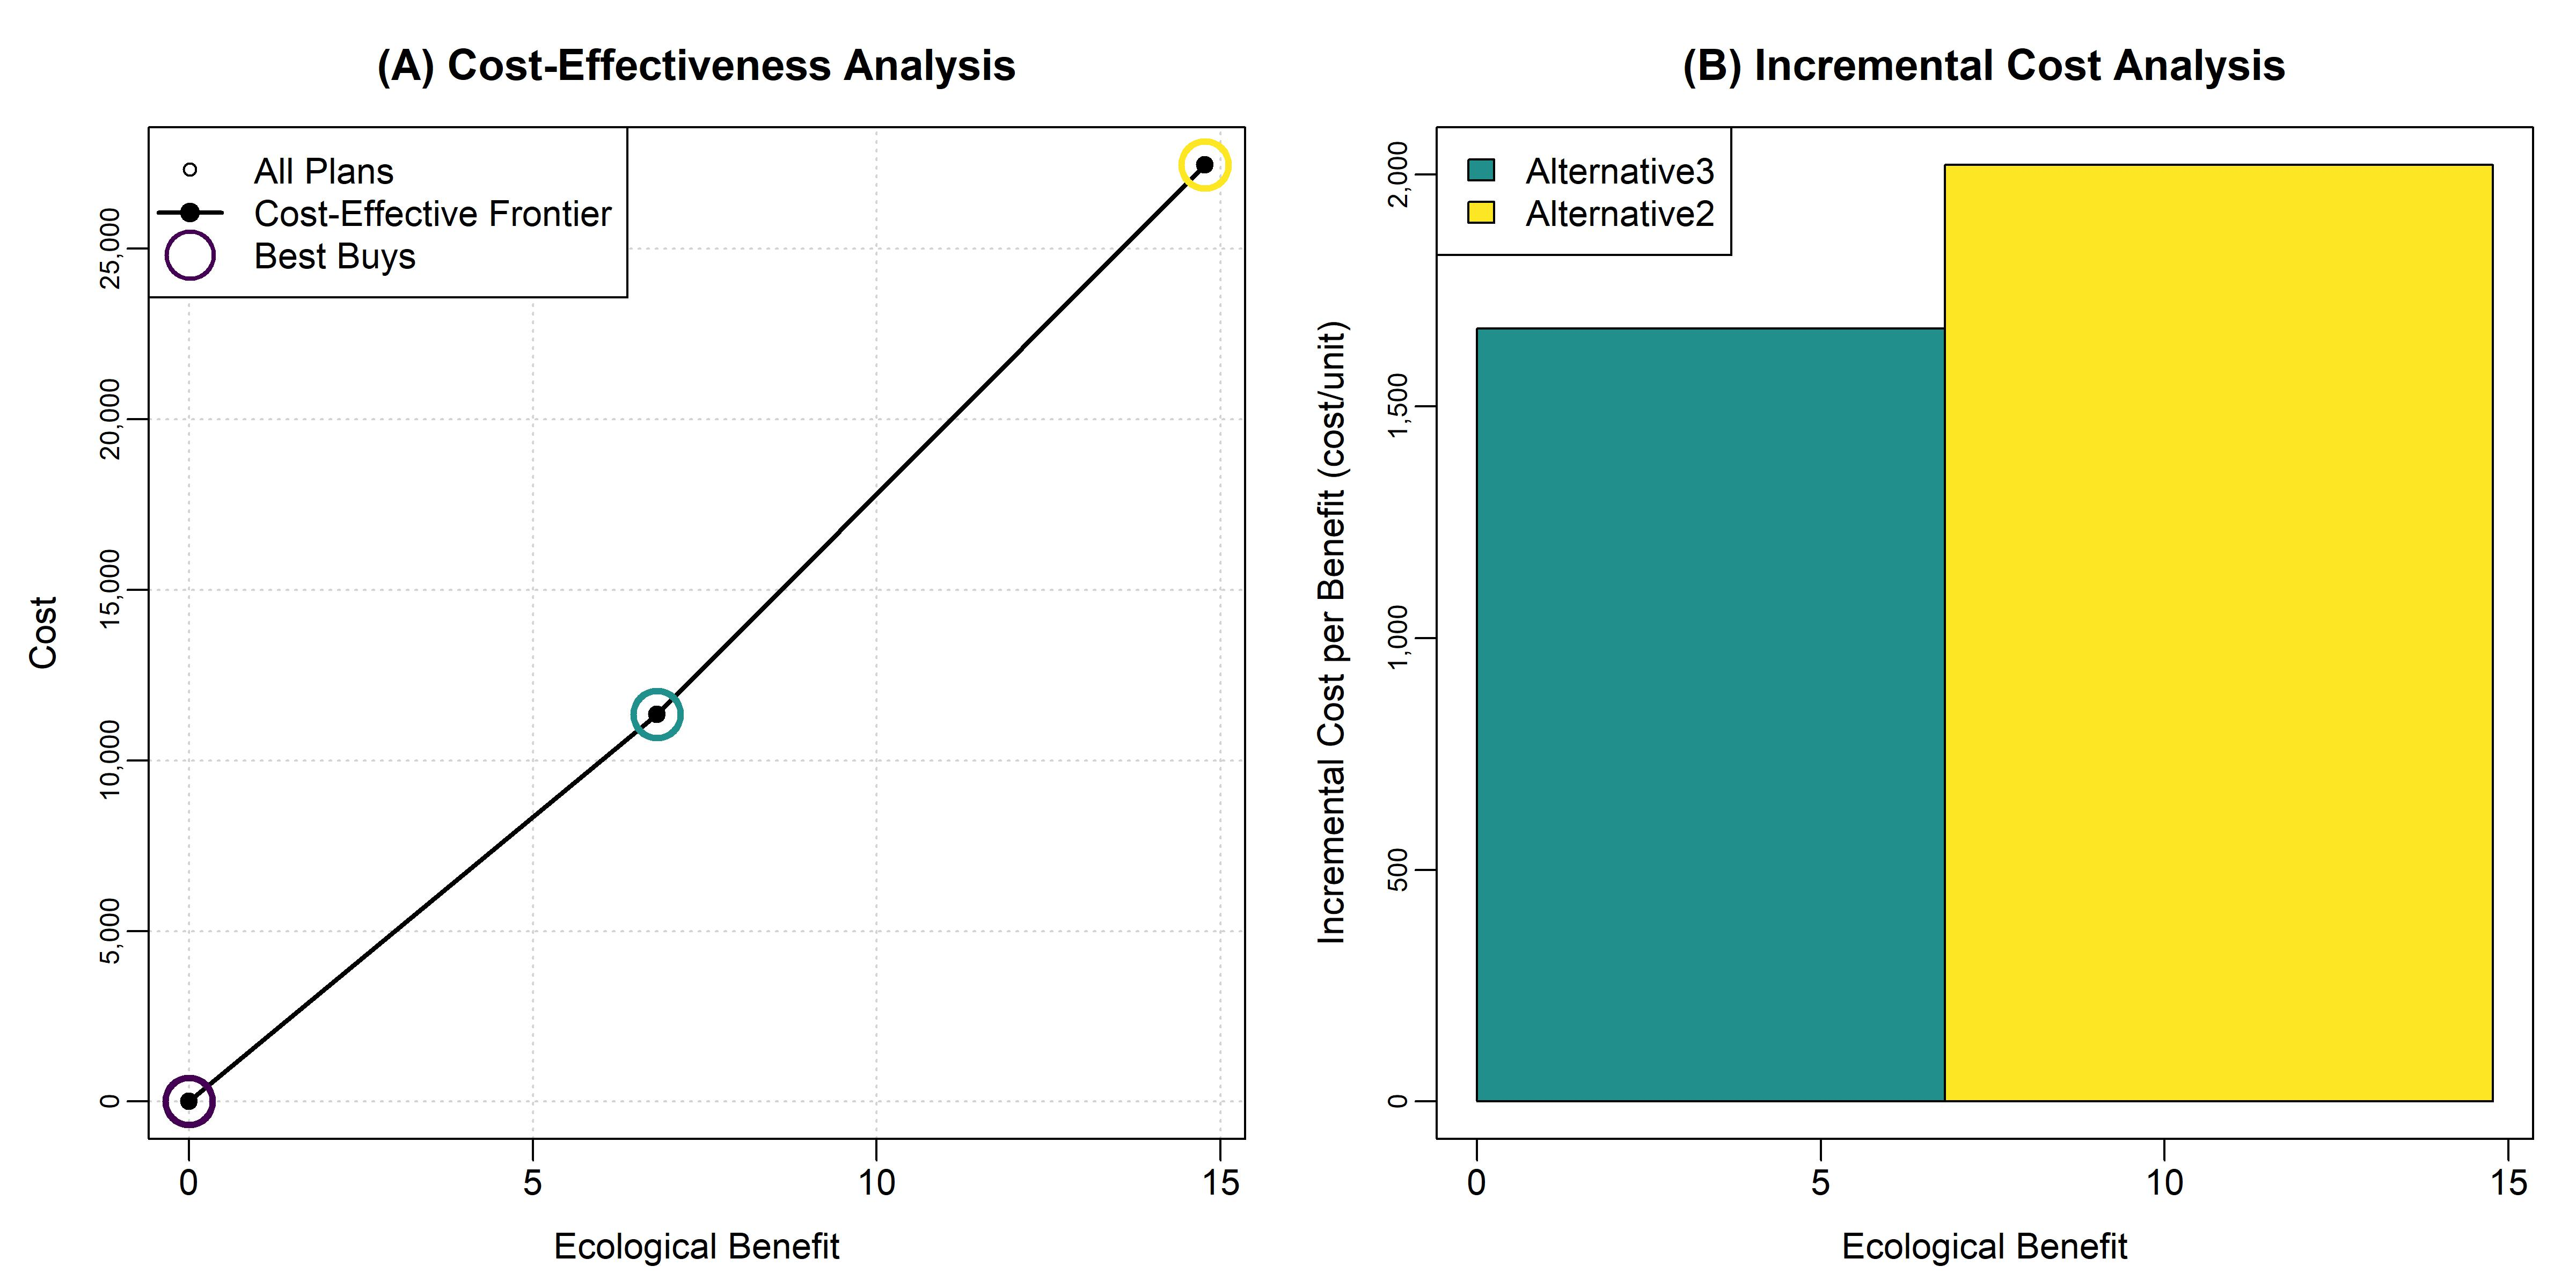 (A) Cost-Effectiveness Analysis
All Plans
Cost-Effective Frontier
Best Buys
Cost
25,000
20,000
15,000
10,000
5,000
0
0 5 10 15
Ecological Benefit
(B) Incremental Cost Analysis
Alternative3
Alternative2
Incremental Cost per Benefit (cost/unit)
2,000
1,500
1,000
500
0
0 5 10 15
Ecological Benefit